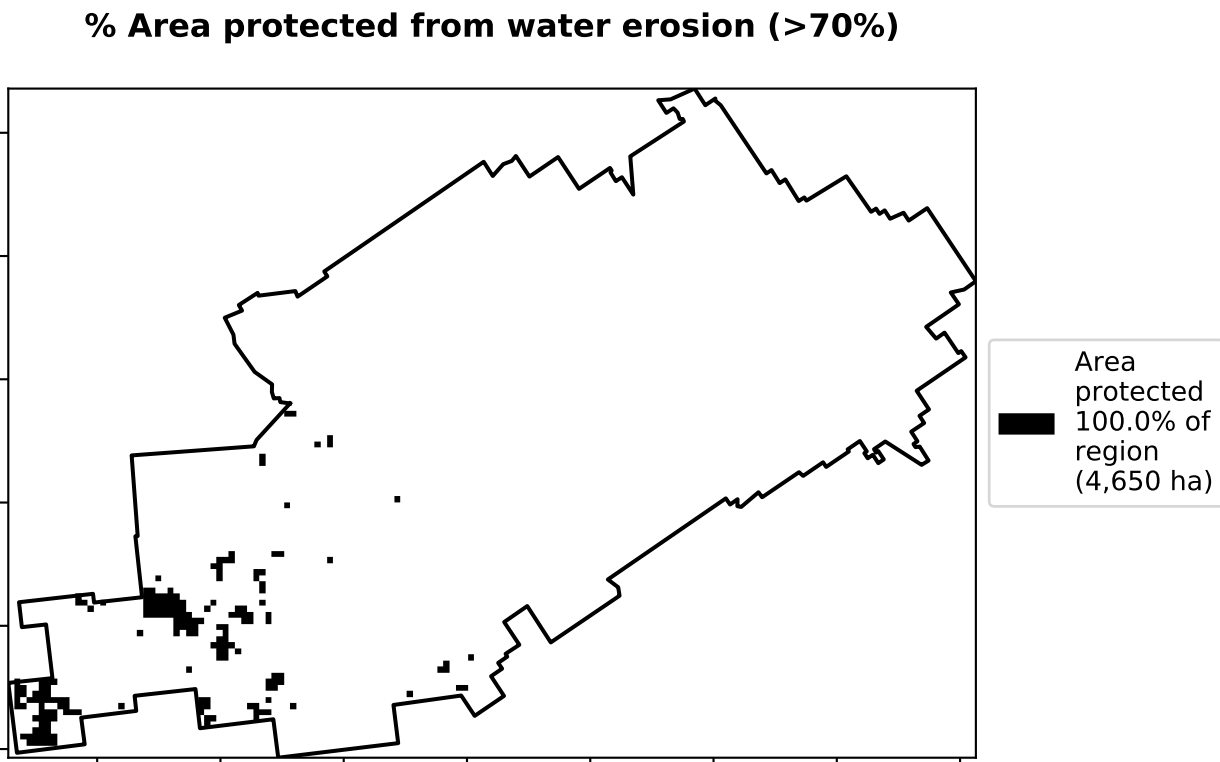 % Area protected from water erosion (>70%)
Area
protected
100.0% of
region
(4,650 ha)